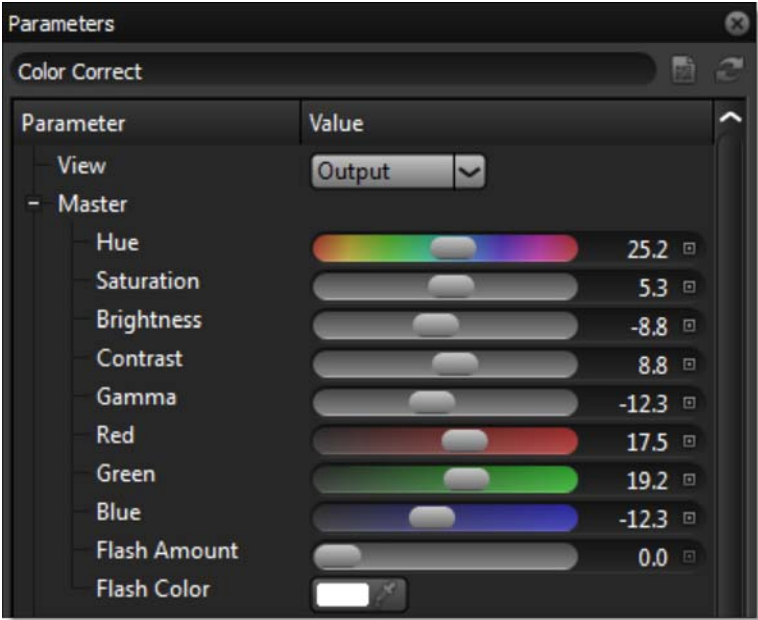 Parameters
Color Correct
Parameter Value
View Output
Master
Hue 25.2
Saturation 5.3
Brightness -8.8
Contrast 8.8
Gamma -12.3
Red 17.5
Green 19.2
Blue -12.3
Flash Amount 0.0
Flash Color